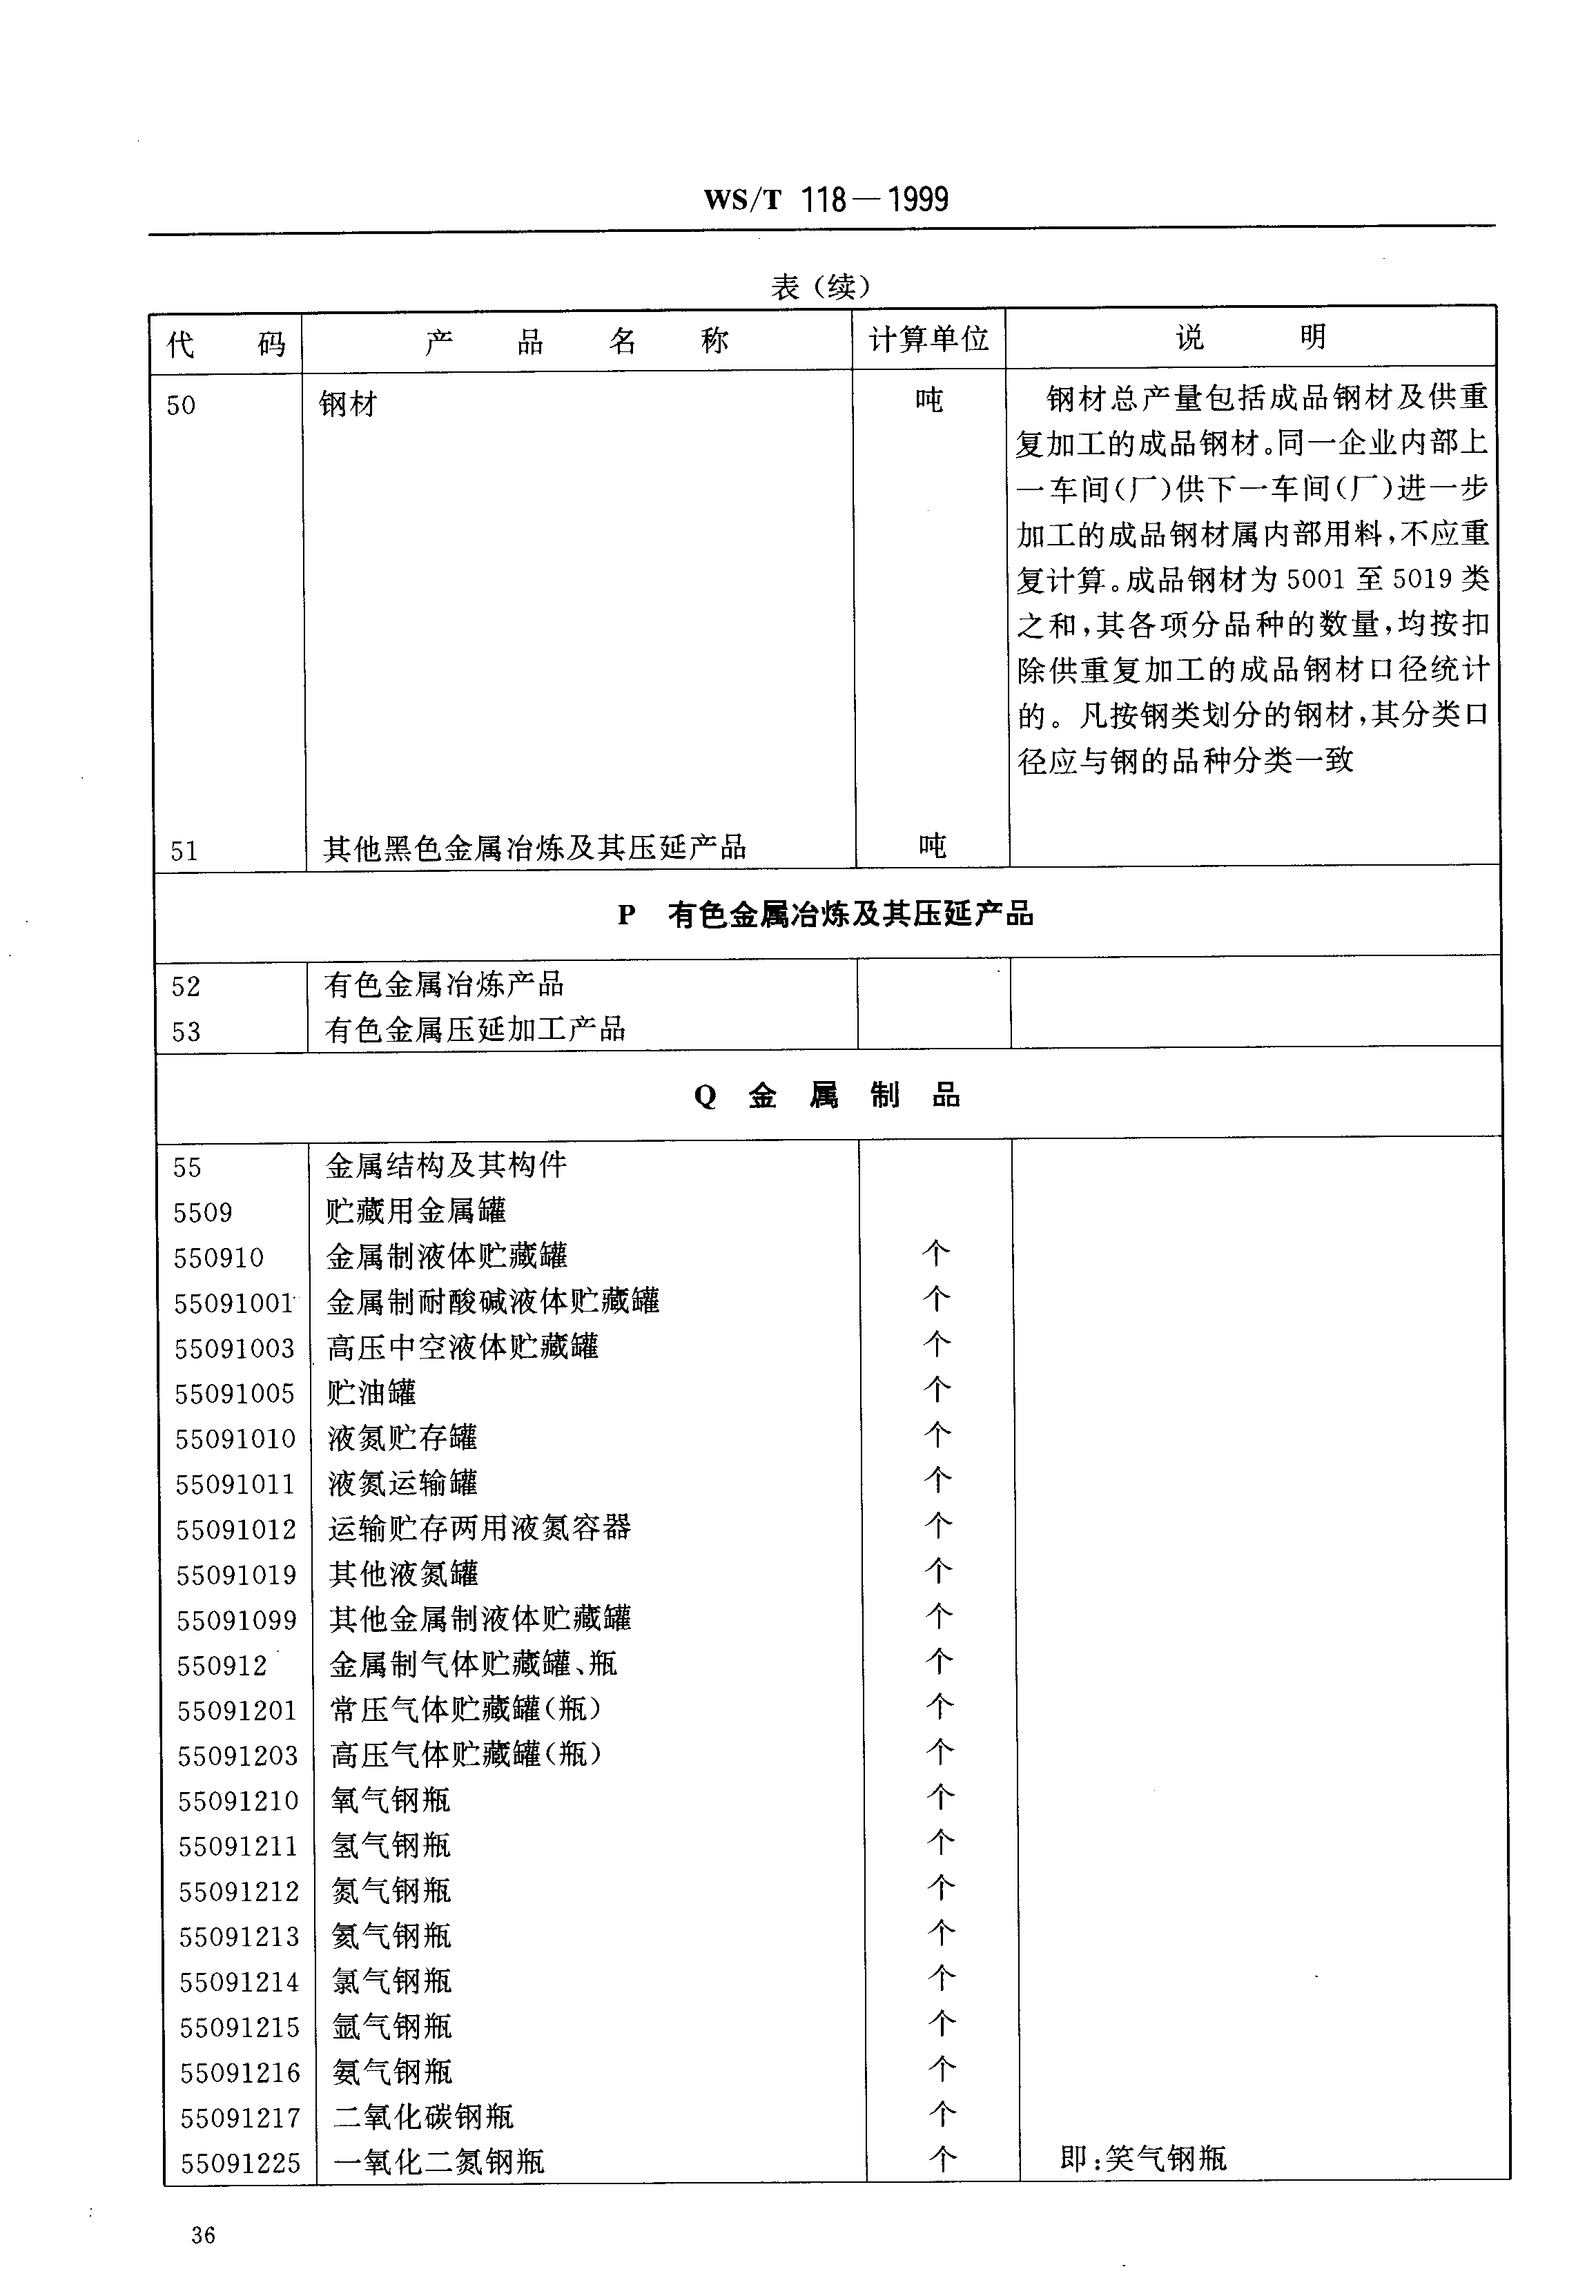 WS/T 118—1999
表（续）
代 码 产 品 名 称 计算单位 说 明
50 钢材 吨 钢材总产量包括成品钢材及供重
复加工的成品钢材。同一企业内部上
一车间(厂)供下一车间(厂)进一步
加工的成品钢材属内部用料，不应重
复计算。成品钢材为 5001 至 5019 类
之和，其各项分品种的数量，均按扣
除供重复加工的成品钢材口径统计
的。凡按钢类划分的钢材，其分类口
径应与钢的品种分类一致
51 其他黑色金属冶炼及其压延产品 吨
P 有色金属冶炼及其压延产品
52 有色金属冶炼产品
53 有色金属压延加工产品
Q 金 属 制 品
55 金属结构及其构件
5509 贮藏用金属罐
550910 金属制液体贮藏罐 个
55091001 金属制耐酸碱液体贮藏罐 个
55091003 高压中空液体贮藏罐 个
55091005 贮油罐 个
55091010 液氮贮存罐 个
55091011 液氮运输罐 个
55091012 运输贮存两用液氮容器 个
55091019 其他液氮罐 个
55091099 其他金属制液体贮藏罐 个
550912 金属制气体贮藏罐、瓶 个
55091201 常压气体贮藏罐(瓶) 个
55091203 高压气体贮藏罐(瓶) 个
55091210 氧气钢瓶 个
55091211 氢气钢瓶 个
55091212 氮气钢瓶 个
55091213 氦气钢瓶 个
55091214 氯气钢瓶 个
55091215 氩气钢瓶 个
55091216 氨气钢瓶 个
55091217 二氧化碳钢瓶 个
55091225 一氧化二氮钢瓶 个 即：笑气钢瓶
36